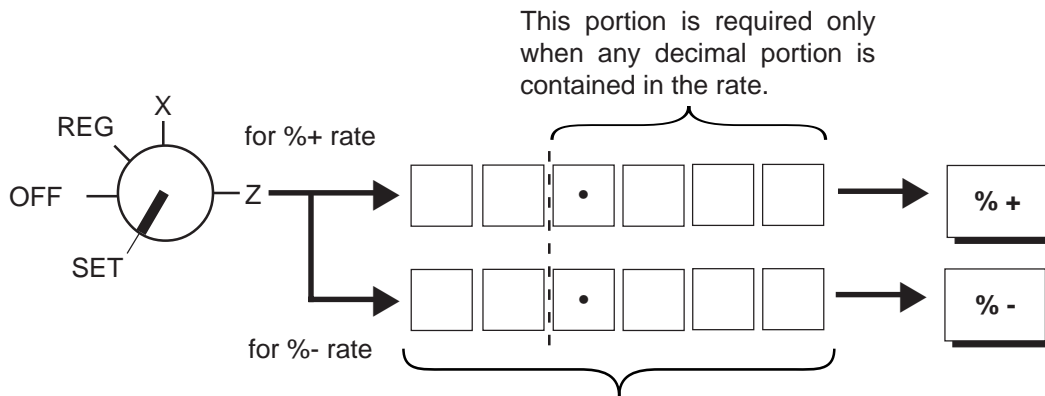 This portion is required only
when any decimal portion is
contained in the rate.
X
REG
for %+ rate
OFF
Z
• 
% +
SET
•
% -
for %- rate